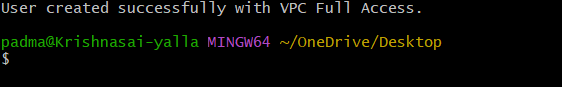 User created successfully with VPC Full Access.
padma@Krishnasai-yalla MINGW64 ~/OneDrive/Desktop
$